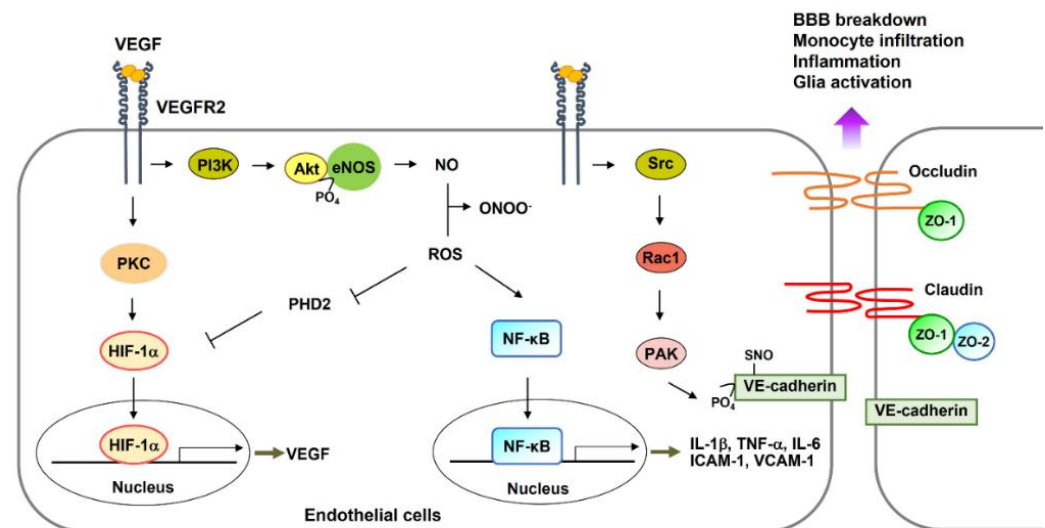 BBB breakdown
Monocyte infiltration
Inflammation
Glia activation
VEGF
VEGFR2
PI3K
Akt
eNOS
PO4
NO
ONOO-
ROS
PKC
PHD2
HIF-1α
HIF-1α
Nucleus
VEGF
NF-κB
NF-κB
Nucleus
IL-1β, TNF-α, IL-6
ICAM-1, VCAM-1
Src
Rac1
PAK
SNO
PO4
VE-cadherin
Occludin
ZO-1
Claudin
ZO-1
ZO-2
VE-cadherin
Endothelial cells